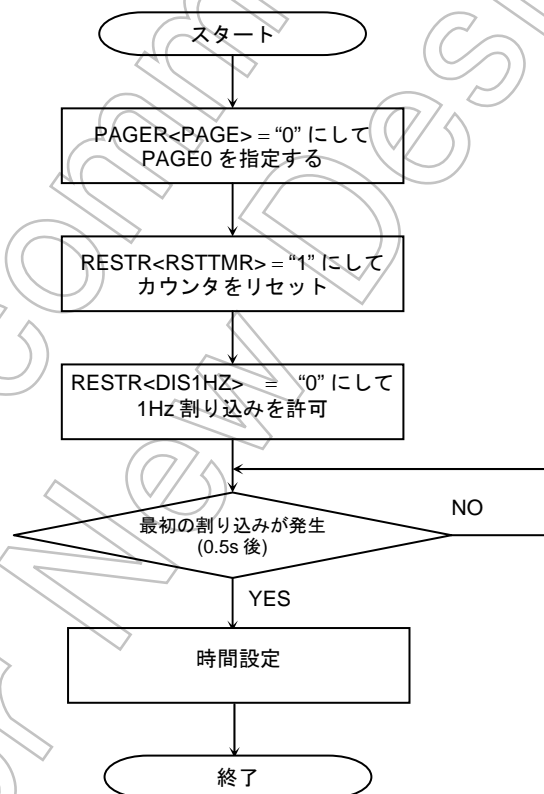 スタート
PAGER<PAGE> = “0” にして
PAGE0 を指定する
RESTR<RSTTMR> = “1” にして
カウンタをリセット
RESTR<DIS1HZ> = “0” にして
1Hz 割り込みを許可
最初の割り込みが発生
(0.5s 後)
NO
YES
時間設定
終了